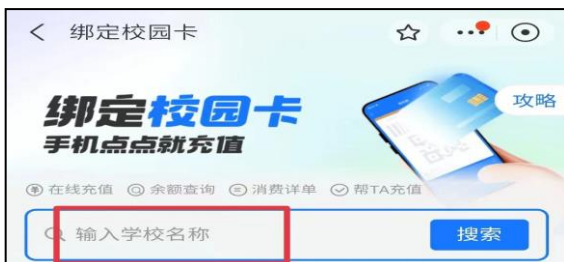 绑定校园卡
绑定校园卡
攻略
手机点点就充值
在线充值 余额查询 消费详单 帮TA充值
输入学校名称 搜索